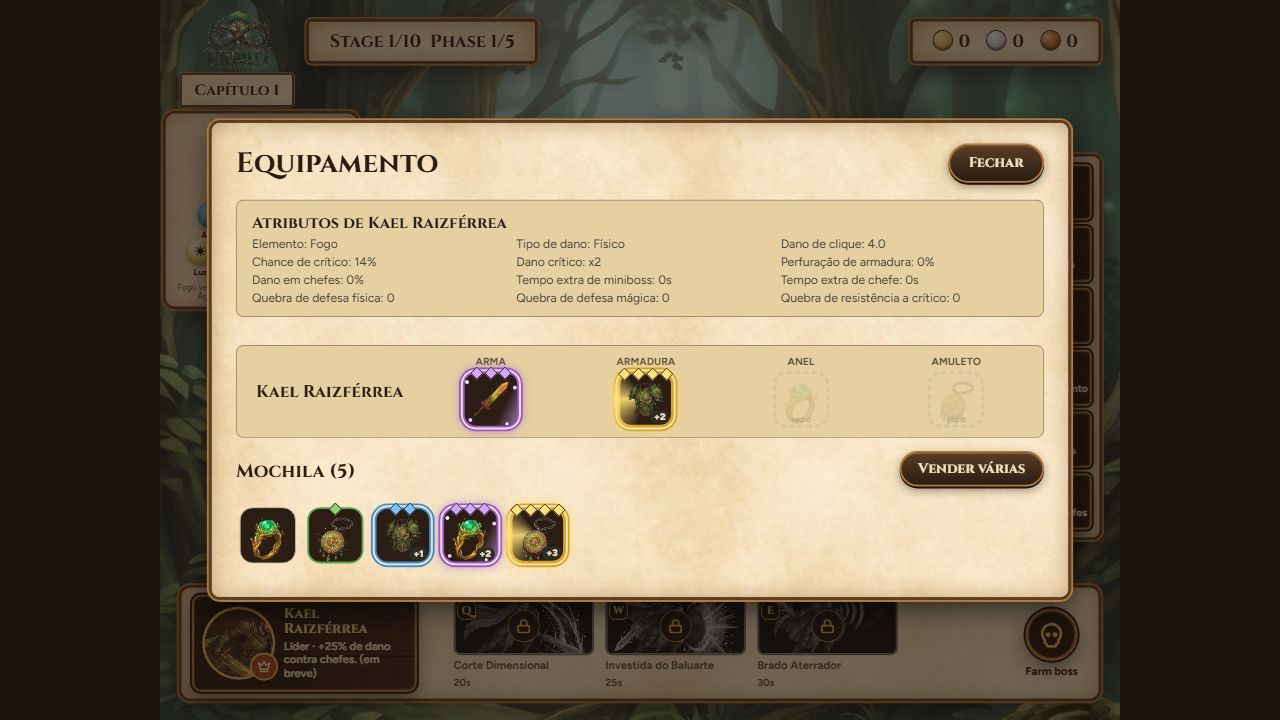 Stage 1/10 Phase 1/5
0 0 0
Capítulo 1
Equipamento
Fechar
Atributos de Kael Raizférrea
Elemento: Fogo
Tipo de dano: Físico
Dano de clique: 4.0
Chance de crítico: 14%
Dano crítico: x2
Perfuração de armadura: 0%
Dano em chefes: 0%
Tempo extra de miniboss: 0s
Tempo extra de chefe: 0s
Quebra de defesa física: 0
Quebra de defesa mágica: 0
Quebra de resistência a crítico: 0
Kael Raizférrea
ARMA
ARMADURA
+2
ANEL
AMULETO
Mochila (5)
Vender várias
+1
+2
+3
Kael
Raizférrea
Líder · +25% de dano
contra chefes. (em
breve)
Q
Corte Dimensional
20s
W
Investida do Baluarte
25s
E
Brado Aterrador
30s
Farm boss